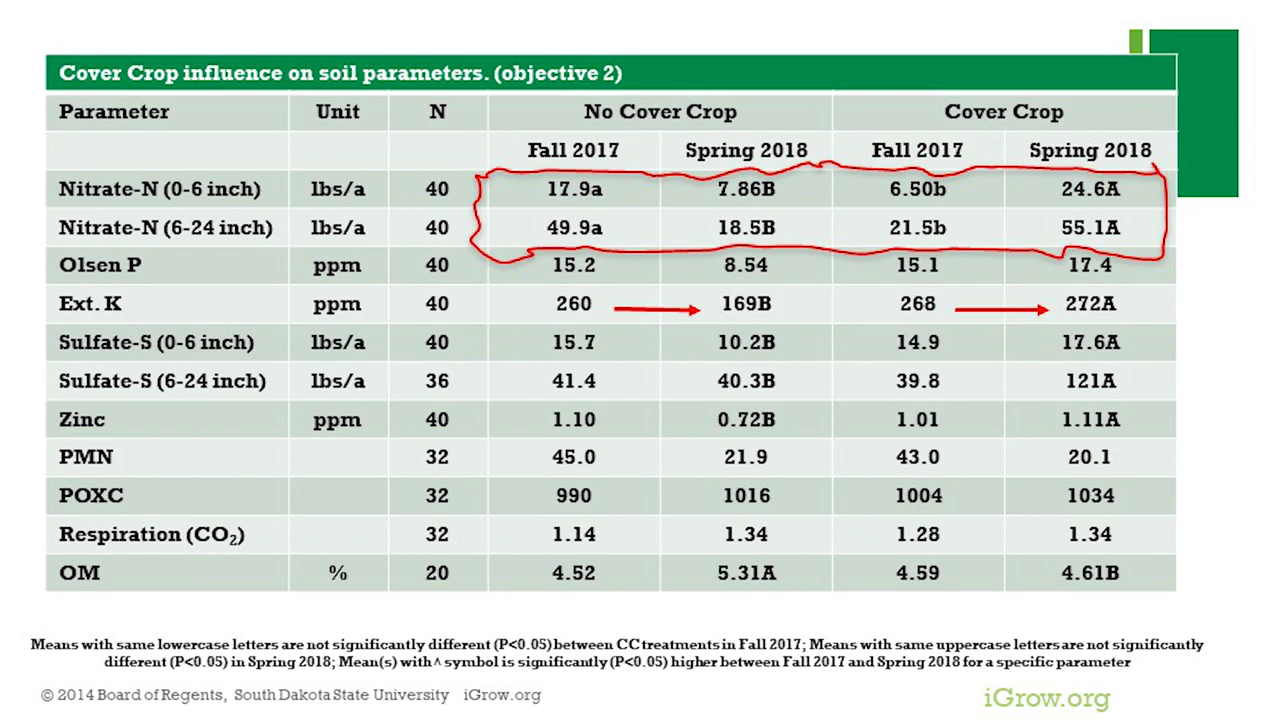 Cover Crop influence on soil parameters. (objective 2)
Parameter Unit N No Cover Crop Cover Crop
Fall 2017 Spring 2018 Fall 2017 Spring 2018
Nitrate-N (0-6 inch) lbs/a 40 17.9a 7.86B 6.50b 24.6A
Nitrate-N (6-24 inch) lbs/a 40 49.9a 18.5B 21.5b 55.1A
Olsen P ppm 40 15.2 8.54 15.1 17.4
Ext. K ppm 40 260 169B 268 272A
Sulfate-S (0-6 inch) lbs/a 40 15.7 10.2B 14.9 17.6A
Sulfate-S (6-24 inch) lbs/a 36 41.4 40.3B 39.8 121A
Zinc ppm 40 1.10 0.72B 1.01 1.11A
PMN 32 45.0 21.9 43.0 20.1
POXC 32 990 1016 1004 1034
Respiration (CO₂) 32 1.14 1.34 1.28 1.34
OM % 20 4.52 5.31A 4.59 4.61B
Means with same lowercase letters are not significantly different (P<0.05) between CC treatments in Fall 2017; Means with same uppercase letters are not significantly
different (P<0.05) in Spring 2018; Mean(s) with ^ symbol is significantly (P<0.05) higher between Fall 2017 and Spring 2018 for a specific parameter
© 2014 Board of Regents, South Dakota State University iGrow.org
iGrow.org